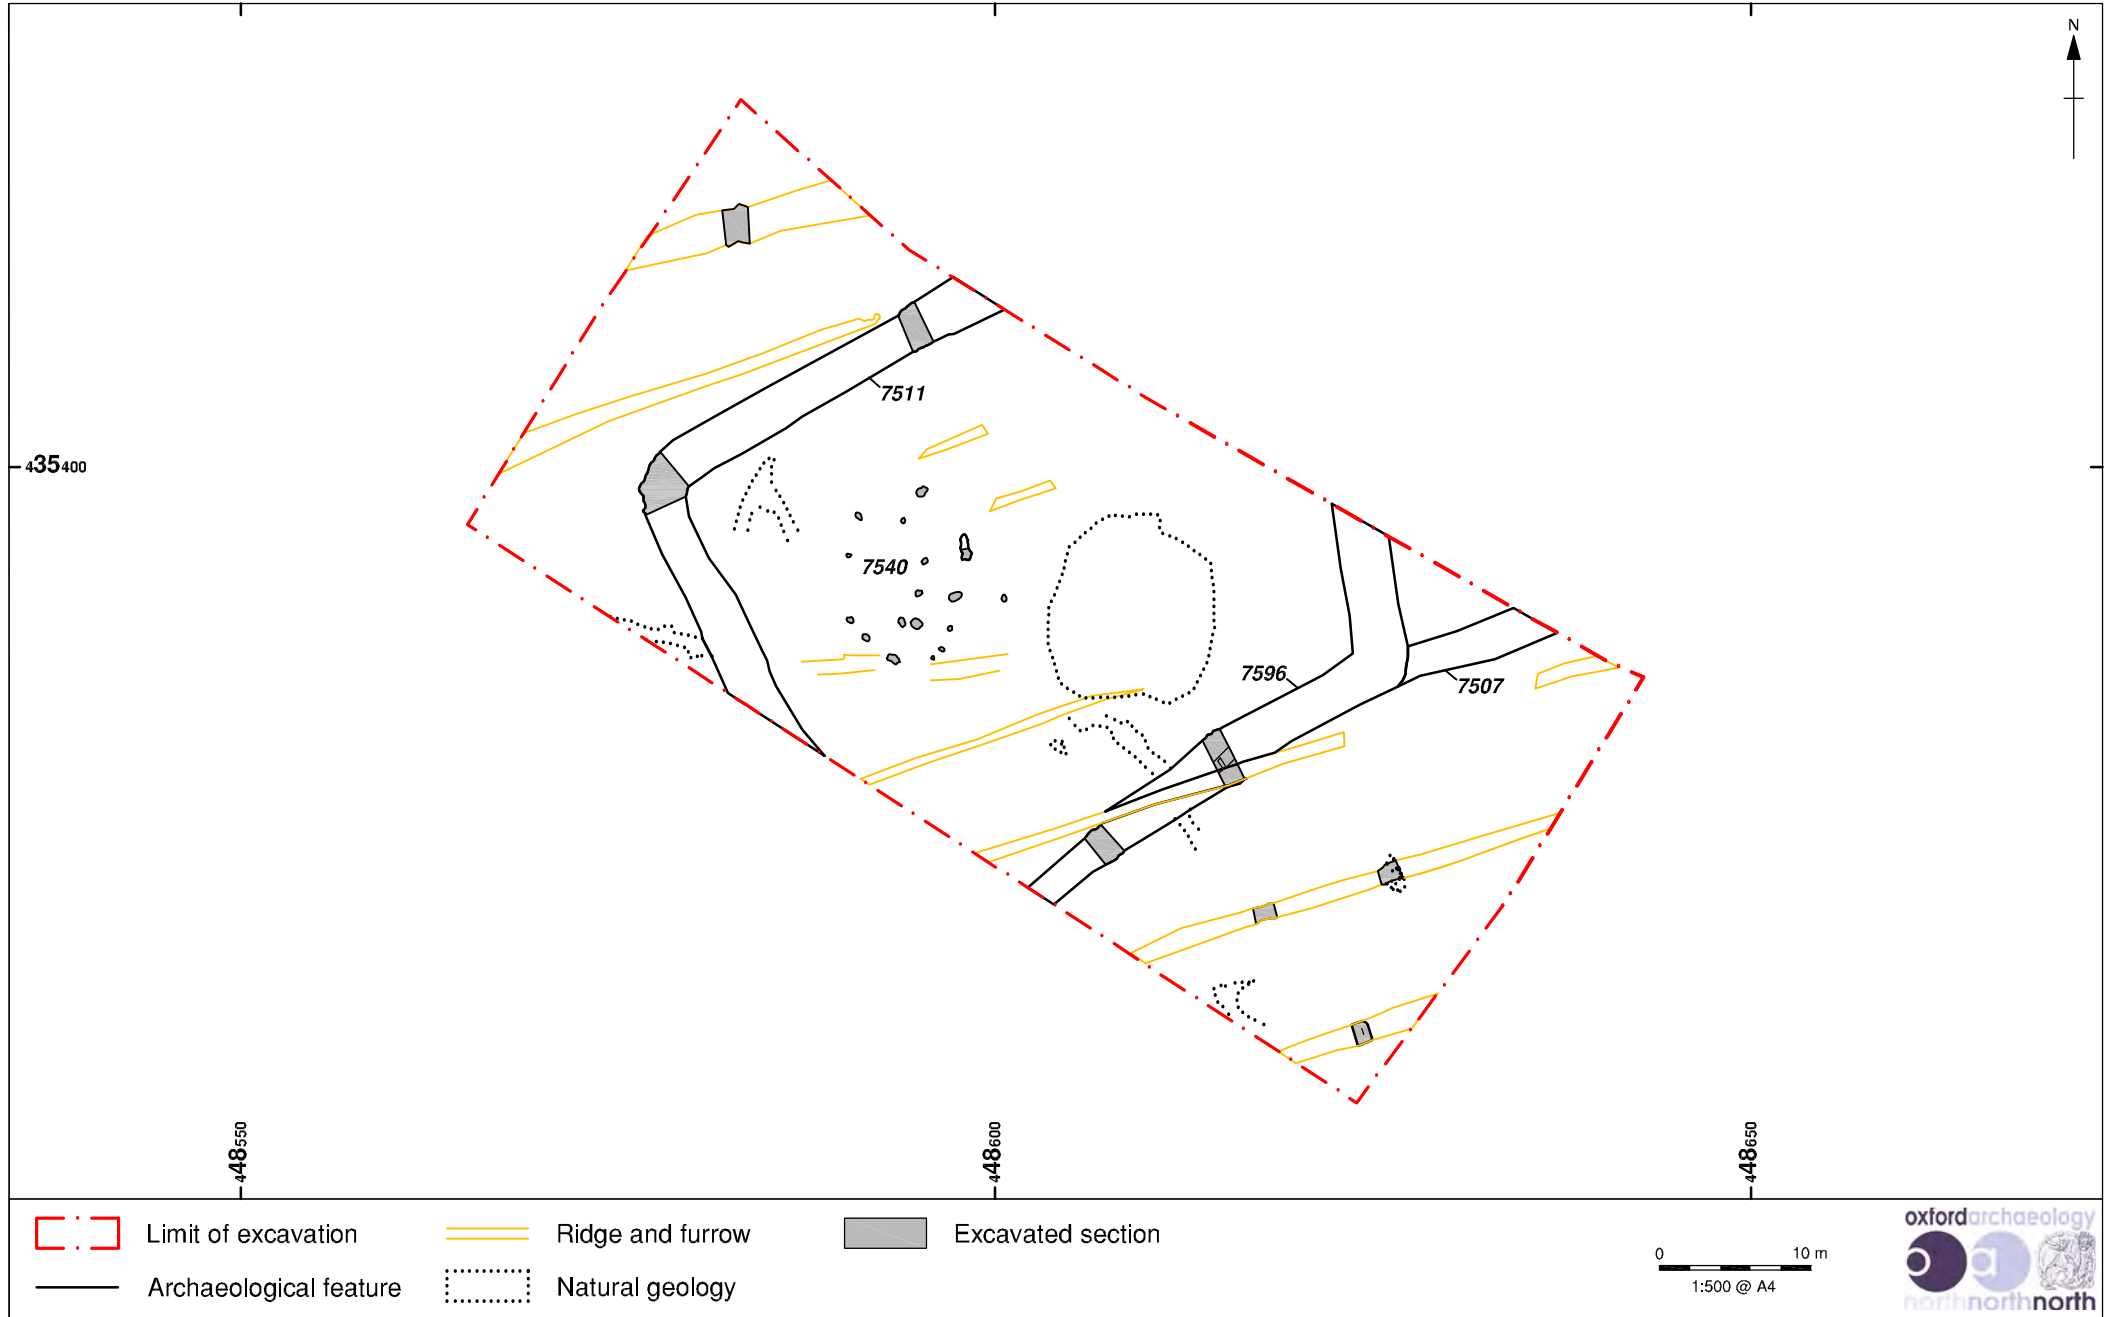 N
7511
435400
7540
7596
7507
448550
448600
448650
Limit of excavation
Ridge and furrow
Excavated section
Archaeological feature
Natural geology
0 10 m
1:500 @ A4
oxfordarchaeology
oa
northnorthnorth